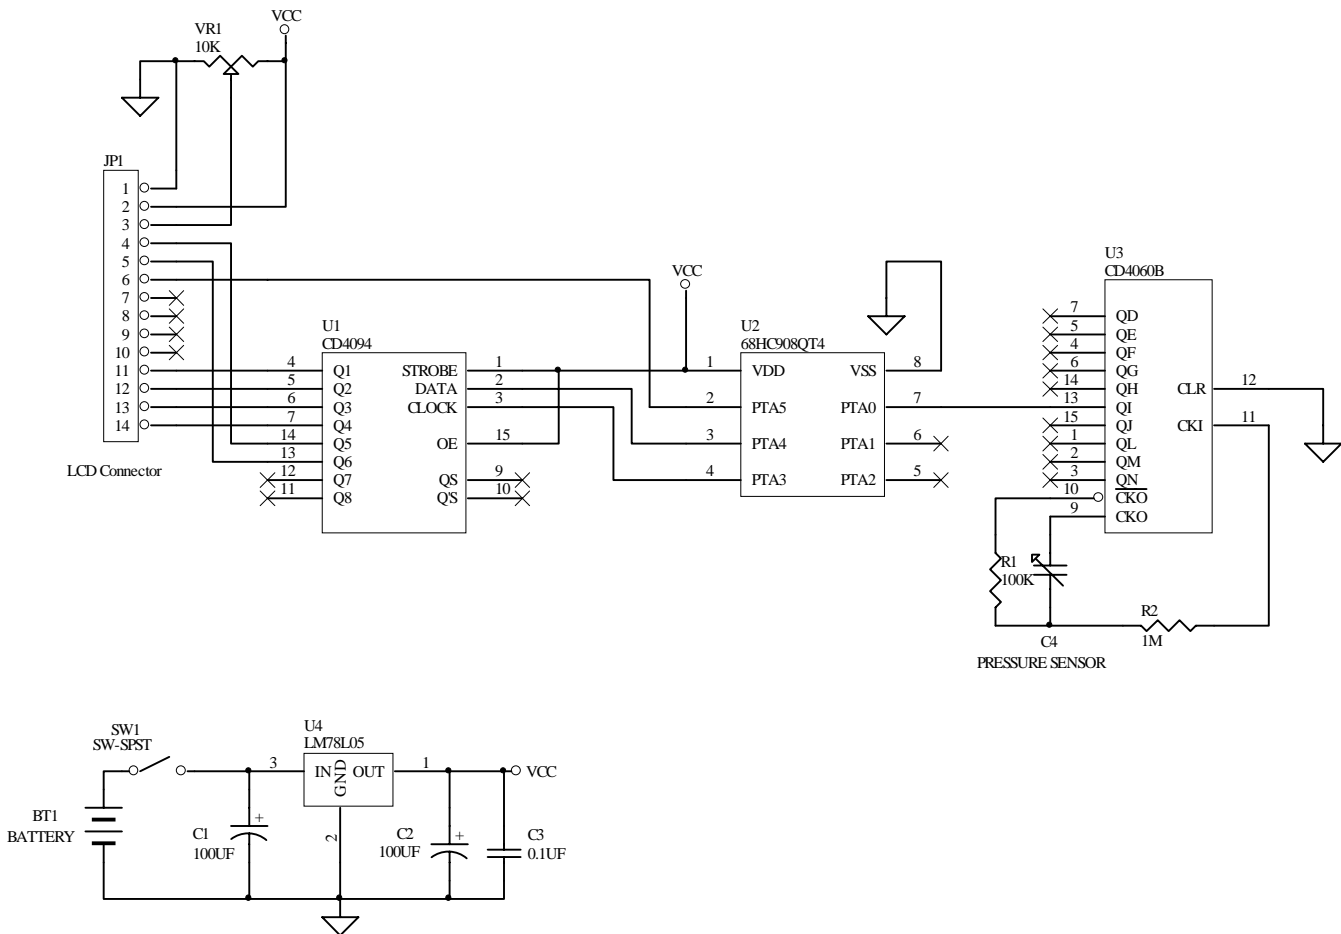 VCC
VR1
10K
JP1
1
2
3
4
5
6
7
8
9
10
11
12
13
14
LCD Connector
U1
CD4094
4 Q1 STROBE 1
5 Q2 DATA 2
6 Q3 CLOCK 3
7 Q4
14 Q5 OE 15
13 Q6
12 Q7 QS 9
11 Q8 Q'S 10
VCC
U2
68HC908QT4
1 VDD VSS 8
2 PTA5 PTA0 7
3 PTA4 PTA1 6
4 PTA3 PTA2 5
U3
CD4060B
7 QD
5 QE
4 QF
6 QG
14 QH CLR 12
13 QI
15 QJ CKI 11
1 QL
2 QM
3 QN
10 CKO
9 CKO
R1
100K
C4
PRESSURE SENSOR
R2
1M
SW1
SW-SPST
BT1
BATTERY
U4
LM78L05
3 IN GND OUT 1
2
VCC
C1
100UF
+
C2
100UF
+
C3
0.1UF